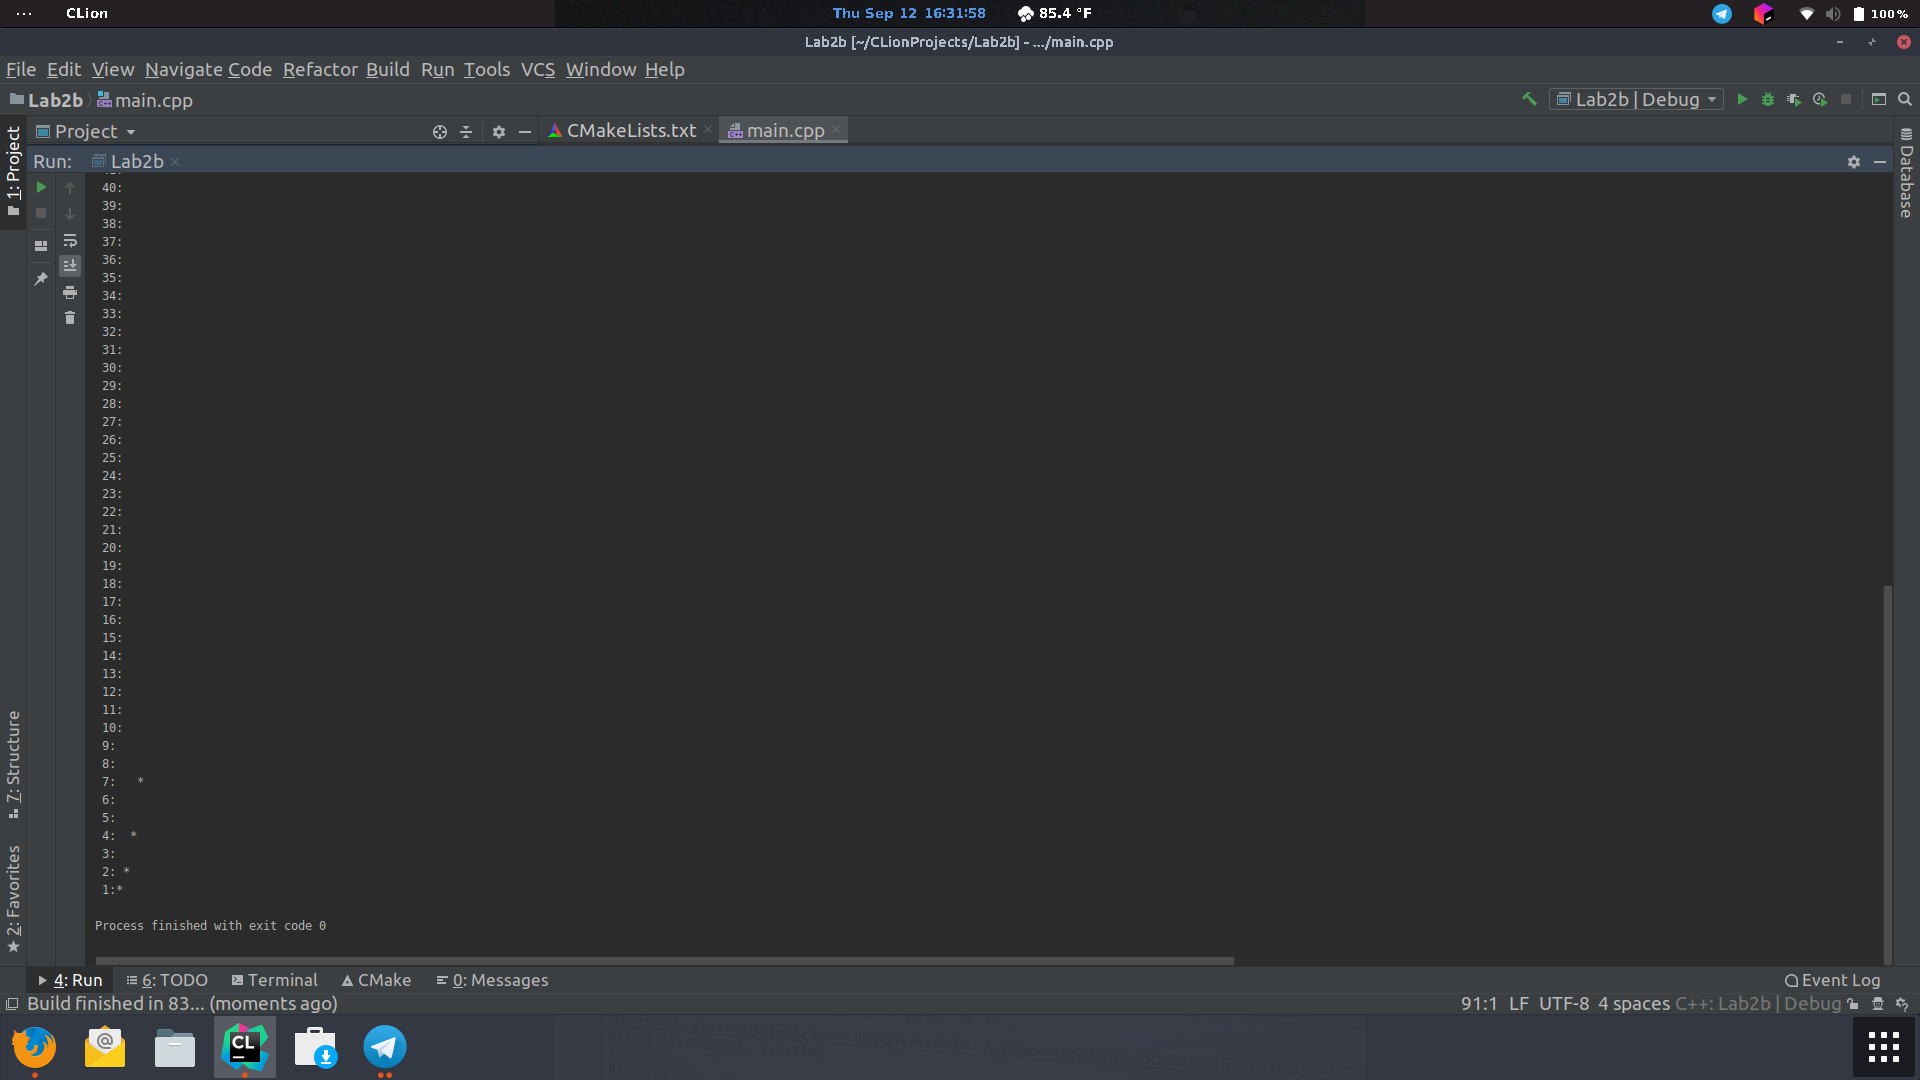 CLion
Thu Sep 12 16:31:58
85.4 °F
100%
Lab2b [~/CLionProjects/Lab2b] - .../main.cpp
File Edit View Navigate Code Refactor Build Run Tools VCS Window Help
Lab2b main.cpp
Lab2b | Debug
Project
CMakeLists.txt
main.cpp
Run: Lab2b
1: Project
7: Structure
2: Favorites
Database
40:
39:
38:
37:
36:
35:
34:
33:
32:
31:
30:
29:
28:
27:
26:
25:
24:
23:
22:
21:
20:
19:
18:
17:
16:
15:
14:
13:
12:
11:
10:
9:
8:
7:   *
6:
5:
4:  *
3:
2: *
1:*
Process finished with exit code 0
4: Run 6: TODO Terminal CMake 0: Messages
Event Log
Build finished in 83... (moments ago)
91:1 LF UTF-8 4 spaces C++: Lab2b | Debug
CL